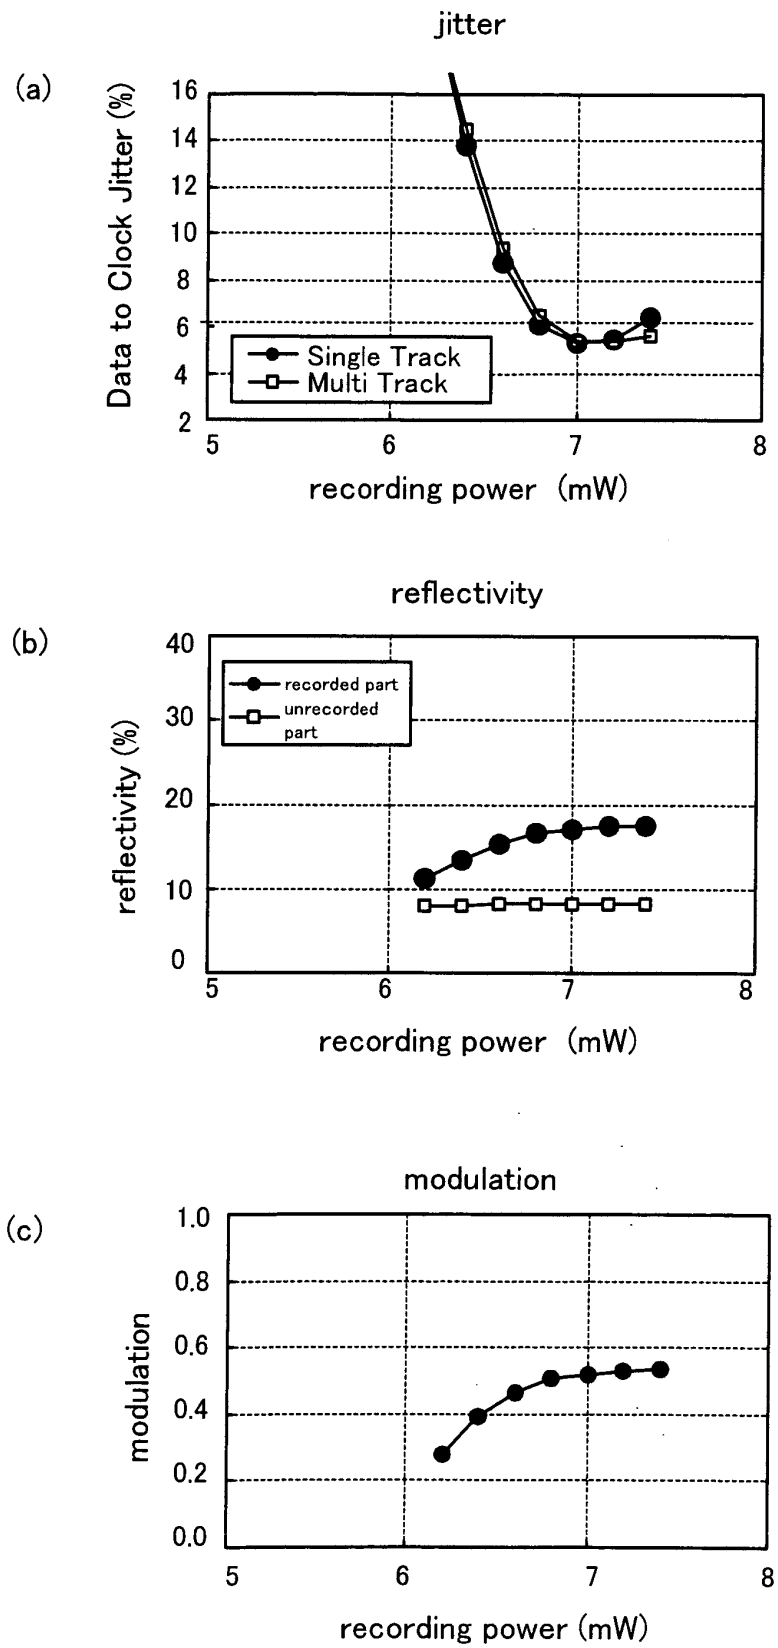 jitter
(a)
Data to Clock Jitter (%)
16
14
12
10
8
6
4
2
Single Track
Multi Track
5 6 7 8
recording power (mW)
reflectivity
(b)
reflectivity (%)
40
30
20
10
0
recorded part
unrecorded
part
5 6 7 8
recording power (mW)
modulation
(c)
modulation
1.0
0.8
0.6
0.4
0.2
0.0
5 6 7 8
recording power (mW)